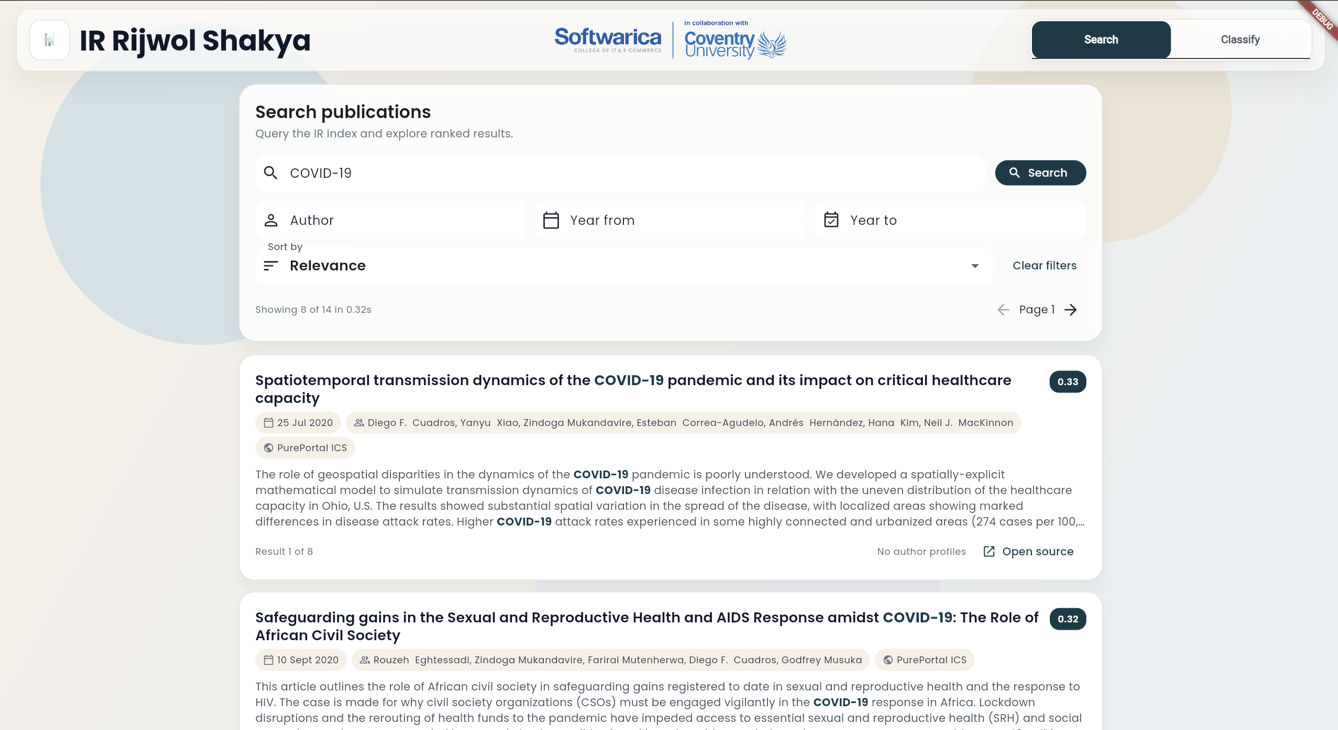 IR Rijwol Shakya
Softwarica
COLLEGE OF IT & E-COMMERCE
in collaboration with
Coventry
University
Search
Classify
DEBUG
Search publications
Query the IR index and explore ranked results.
COVID-19
Search
Author
Year from
Year to
Sort by
Relevance
Clear filters
Showing 8 of 14 in 0.32s
Page 1
Spatiotemporal transmission dynamics of the COVID-19 pandemic and its impact on critical healthcare
capacity
0.33
25 Jul 2020
Diego F. Cuadros, Yanyu Xiao, Zindoga Mukandavire, Esteban Correa-Agudelo, Andrés Hernández, Hana Kim, Neil J. MacKinnon
PurePortal ICS
The role of geospatial disparities in the dynamics of the COVID-19 pandemic is poorly understood. We developed a spatially-explicit
mathematical model to simulate transmission dynamics of COVID-19 disease infection in relation with the uneven distribution of the healthcare
capacity in Ohio, U.S. The results showed substantial spatial variation in the spread of the disease, with localized areas showing marked
differences in disease attack rates. Higher COVID-19 attack rates experienced in some highly connected and urbanized areas (274 cases per 100,…
Result 1 of 8
No author profiles
Open source
Safeguarding gains in the Sexual and Reproductive Health and AIDS Response amidst COVID-19: The Role of
African Civil Society
0.32
10 Sept 2020
Rouzeh Eghtessadi, Zindoga Mukandavire, Farirai Mutenherwa, Diego F. Cuadros, Godfrey Musuka
PurePortal ICS
This article outlines the role of African civil society in safeguarding gains registered to date in sexual and reproductive health and the response to
HIV. The case is made for why civil society organizations (CSOs) must be engaged vigilantly in the COVID-19 response in Africa. Lockdown
disruptions and the rerouting of health funds to the pandemic have impeded access to essential sexual and reproductive health (SRH) and social